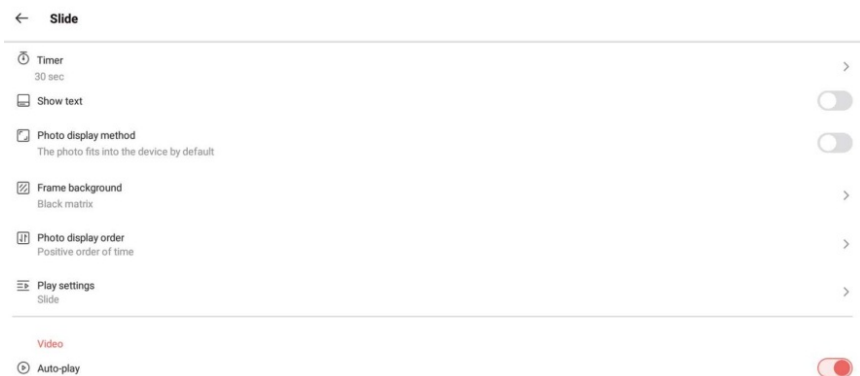 Slide
Timer
30 sec
Show text
Photo display method
The photo fits into the device by default
Frame background
Black matrix
Photo display order
Positive order of time
Play settings
Slide
Video
Auto-play